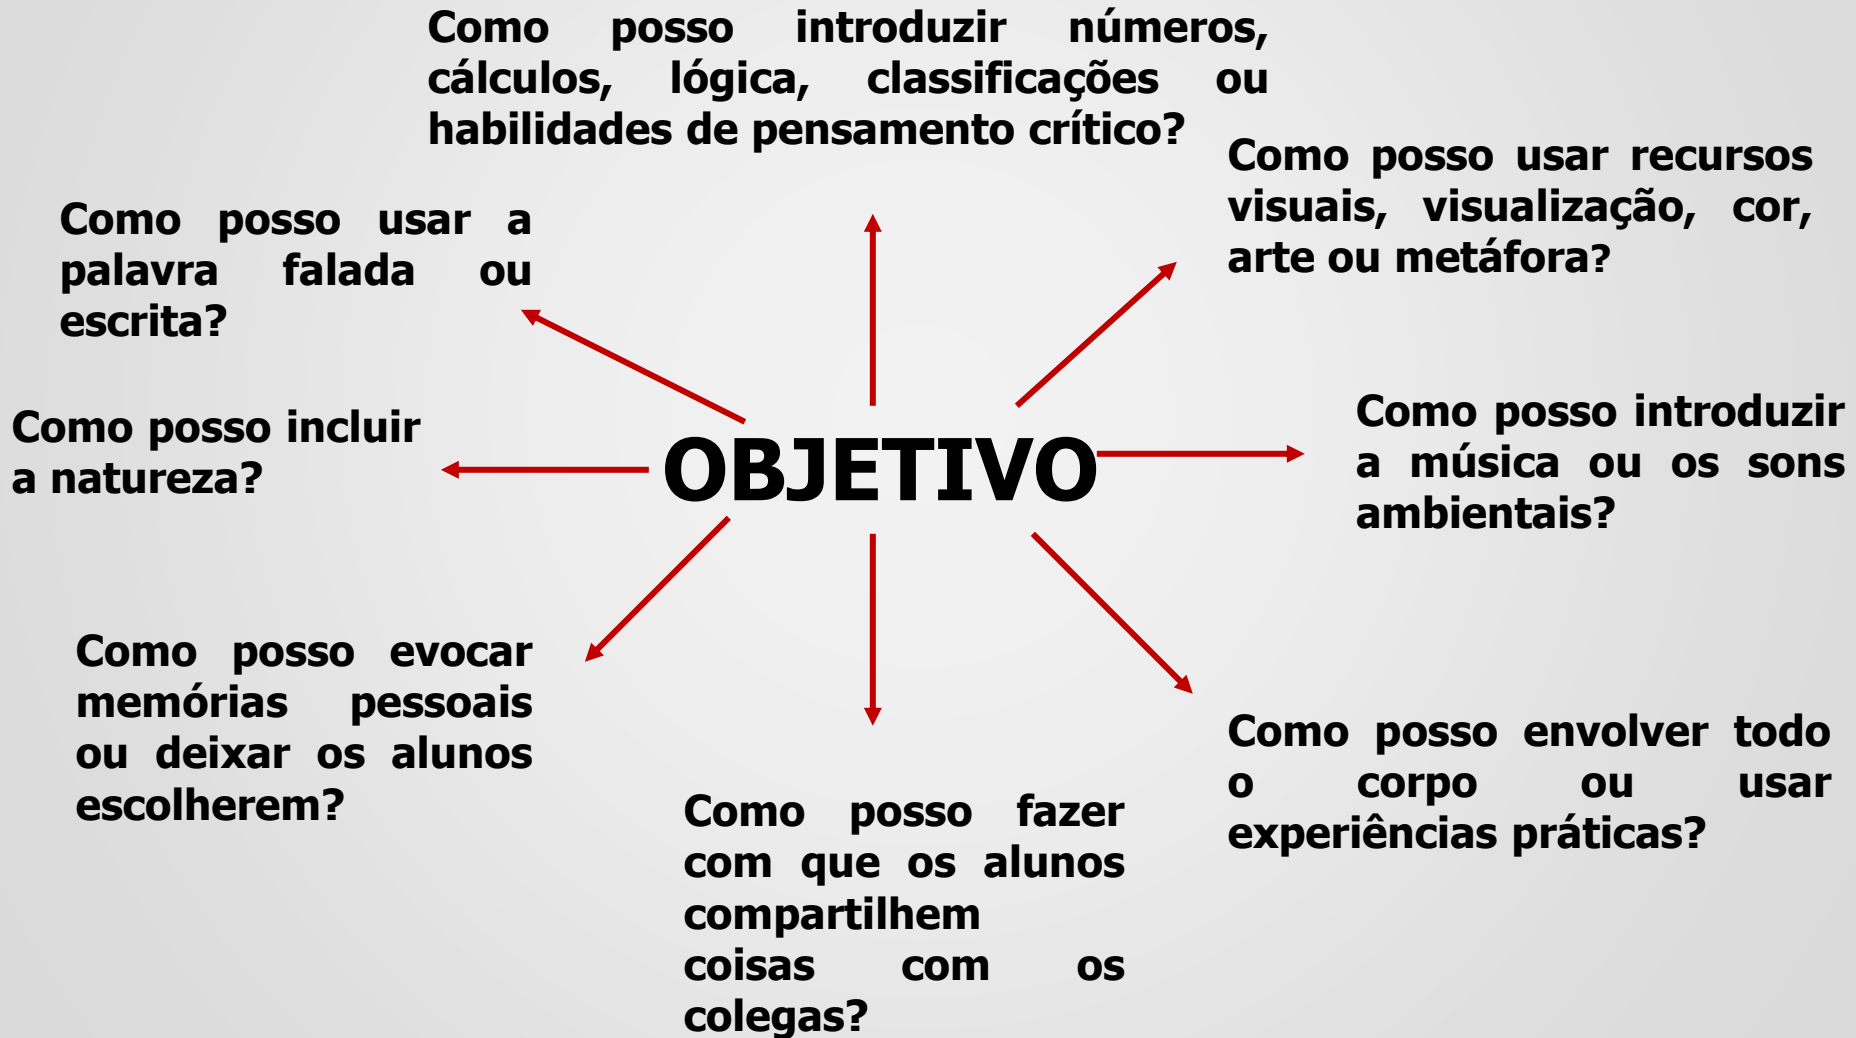 Como posso introduzir números,
cálculos, lógica, classificações ou
habilidades de pensamento crítico?
Como posso usar recursos
visuais, visualização, cor,
arte ou metáfora?
Como posso usar a
palavra falada ou
escrita?
Como posso incluir
a natureza?
OBJETIVO
Como posso introduzir
a música ou os sons
ambientais?
Como posso evocar
memórias pessoais
ou deixar os alunos
escolherem?
Como posso fazer
com que os alunos
compartilhem
coisas com os
colegas?
Como posso envolver todo
o corpo ou usar
experiências práticas?